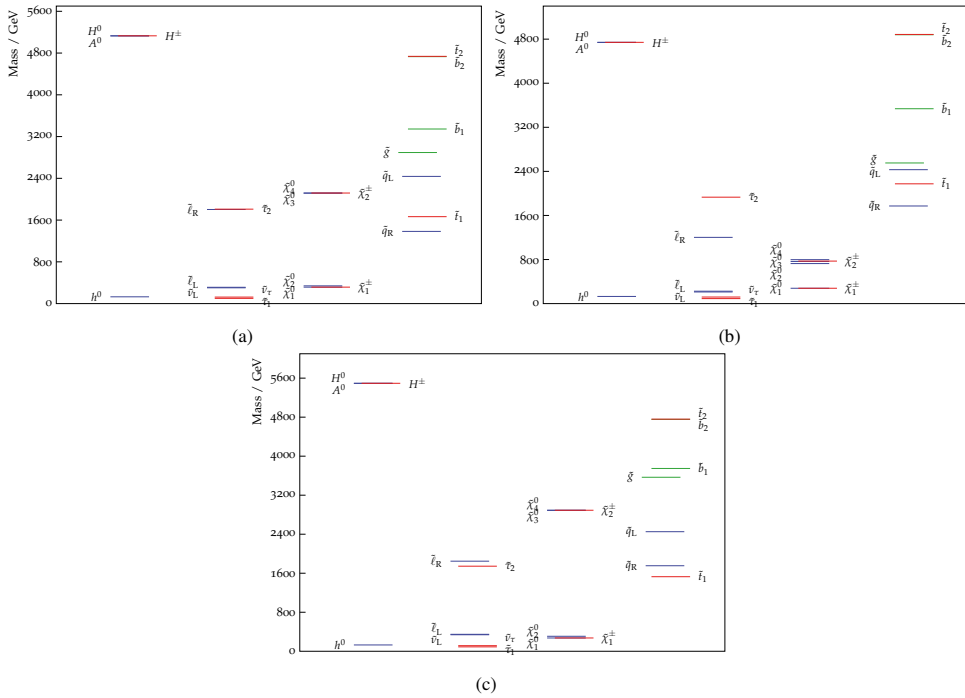 Mass / GeV
5600
4800
4000
3200
2400
1600
800
0
H⁰
A⁰
H±
h⁰
ℓ̃R
τ̃₂
ℓ̃L
ν̃L
ν̃τ
τ̃₁
χ̃⁰₄
χ̃⁰₃
χ̃±₂
χ̃⁰₂
χ̃⁰₁
χ̃±₁
t̃₂
b̃₂
b̃₁
g̃
q̃L
t̃₁
q̃R
(a)
Mass / GeV
4800
4000
3200
2400
1600
800
0
H⁰
A⁰
H±
h⁰
τ̃₂
ℓ̃R
ℓ̃L
ν̃L
ν̃τ
τ̃₁
χ̃⁰₄
χ̃⁰₃
χ̃±₂
χ̃⁰₂
χ̃⁰₁
χ̃±₁
t̃₂
b̃₂
b̃₁
g̃
q̃L
t̃₁
q̃R
(b)
Mass / GeV
5600
4800
4000
3200
2400
1600
800
0
H⁰
A⁰
H±
h⁰
ℓ̃R
τ̃₂
ℓ̃L
ν̃L
ν̃τ
τ̃₁
χ̃⁰₄
χ̃⁰₃
χ̃±₂
χ̃⁰₂
χ̃⁰₁
χ̃±₁
t̃₂
b̃₂
b̃₁
g̃
q̃L
q̃R
t̃₁
(c)